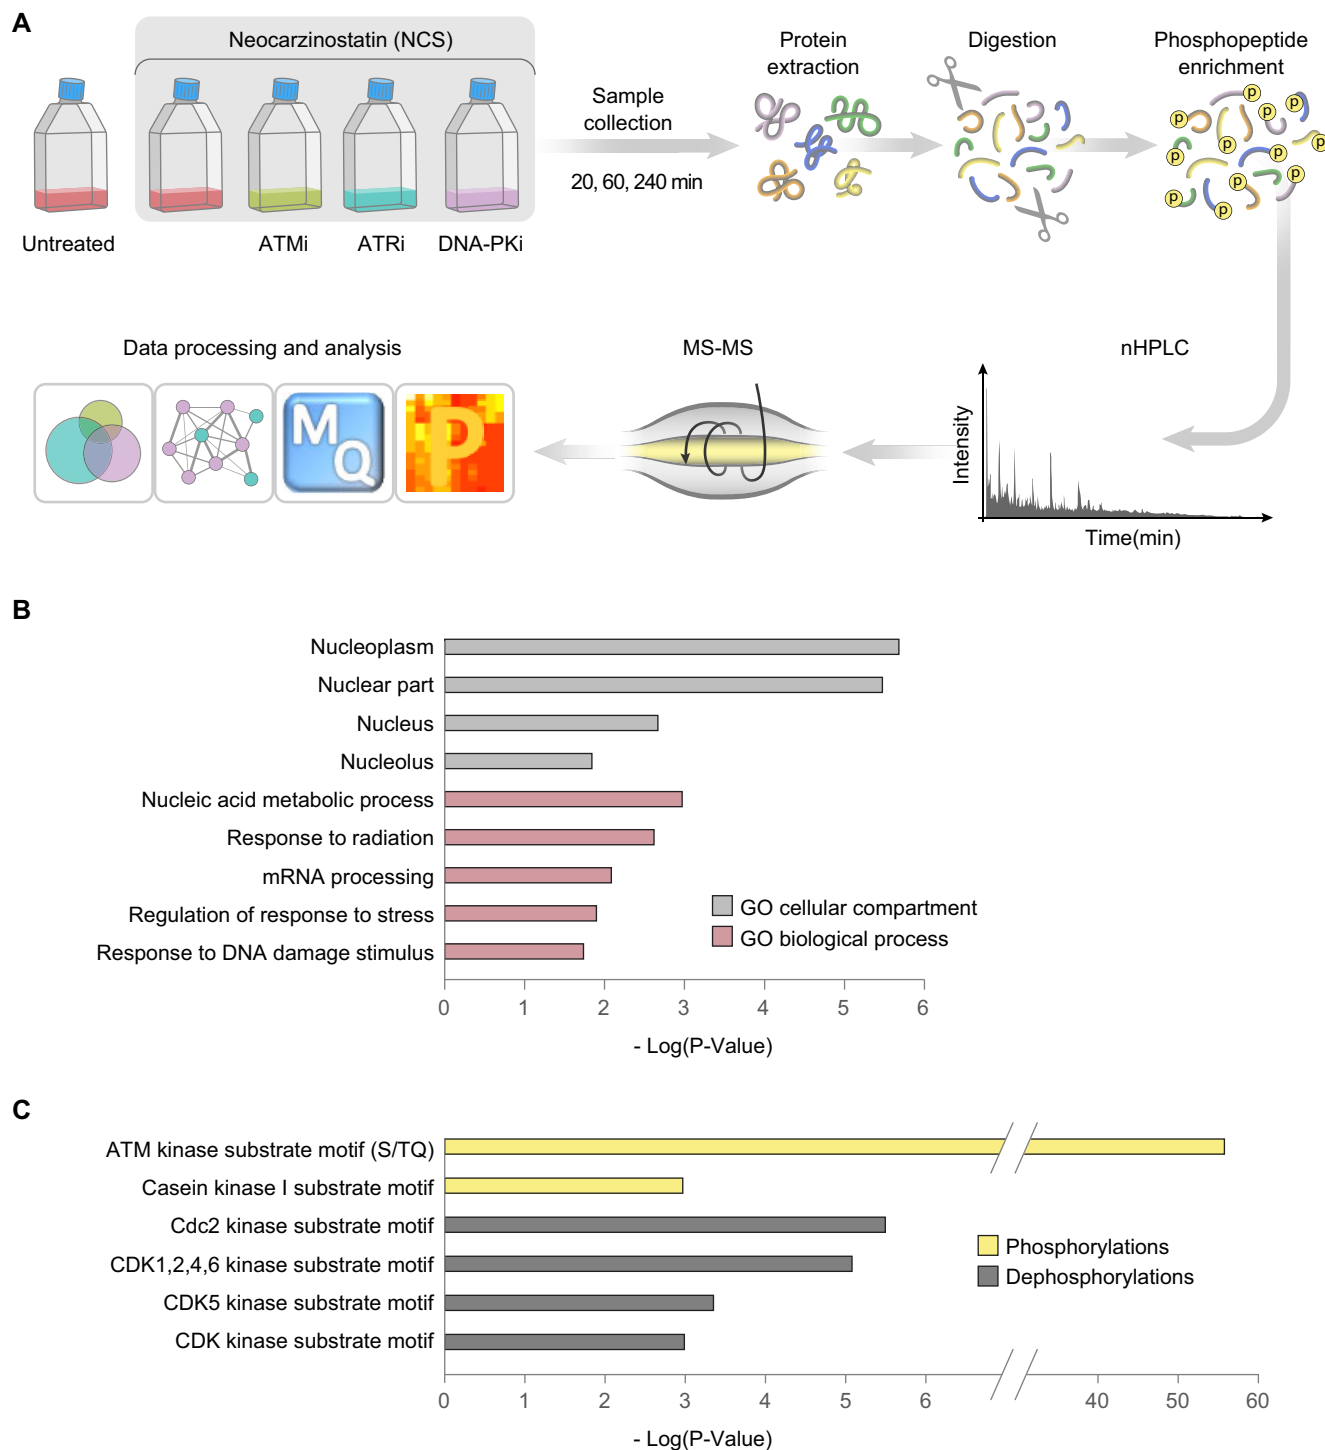 A
Neocarzinostatin (NCS)
Untreated
ATMi
ATRi
DNA-PKi
Sample
collection
20, 60, 240 min
Protein
extraction
Digestion
Phosphopeptide
enrichment
p
p
p
p
p
p
p
p
p
p
p
p
Data processing and analysis
M
Q
P
MS-MS
nHPLC
Intensity
Time(min)
B
Nucleoplasm
Nuclear part
Nucleus
Nucleolus
Nucleic acid metabolic process
Response to radiation
mRNA processing
Regulation of response to stress
Response to DNA damage stimulus
GO cellular compartment
GO biological process
0 1 2 3 4 5 6
- Log(P-Value)
C
ATM kinase substrate motif (S/TQ)
Casein kinase I substrate motif
Cdc2 kinase substrate motif
CDK1,2,4,6 kinase substrate motif
CDK5 kinase substrate motif
CDK kinase substrate motif
Phosphorylations
Dephosphorylations
0 1 2 3 4 5 6 40 50 60
- Log(P-Value)